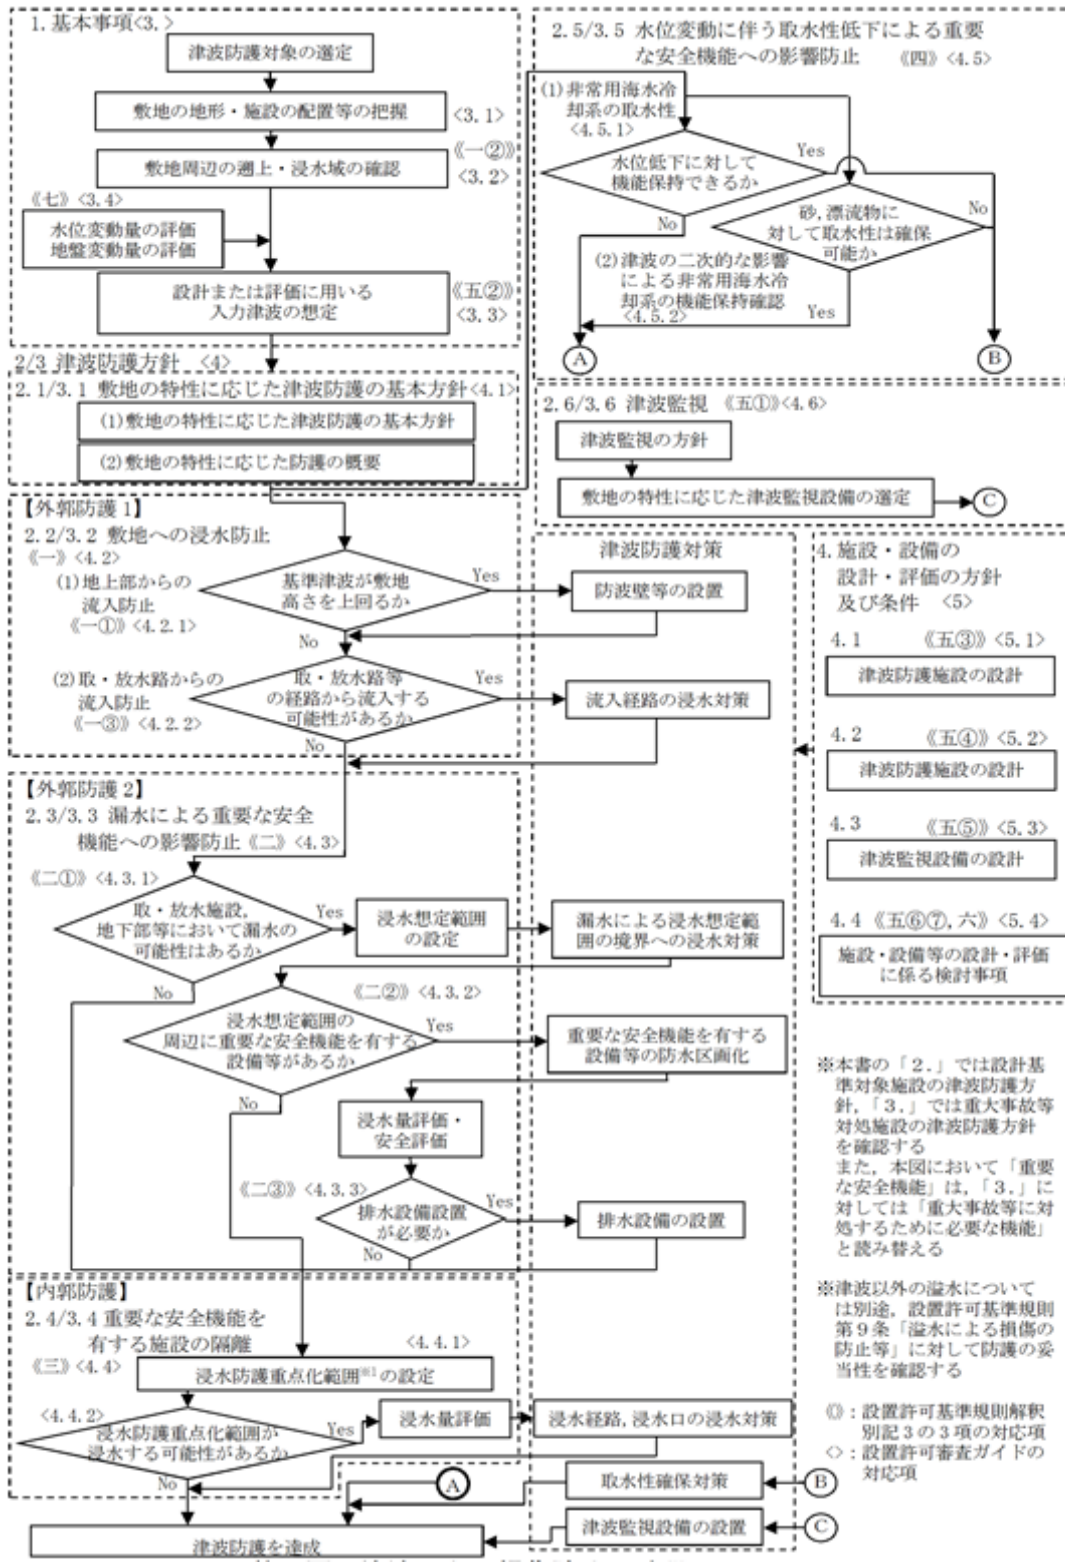 1.基本事項<3.>
津波防護対象の選定
敷地の地形・施設の配置等の把握
<3.1>
敷地周辺の遡上・浸水域の確認
《一②》
<3.2>
《七》<3.4>
水位変動量の評価
地盤変動量の評価
設計または評価に用いる
入力津波の想定
《五②》
<3.3>
2/3 津波防護方針 <4>
2.1/3.1 敷地の特性に応じた津波防護の基本方針<4.1>
(1)敷地の特性に応じた津波防護の基本方針
(2)敷地の特性に応じた防護の概要
【外郭防護1】
2.2/3.2 敷地への浸水防止
《一》<4.2>
(1)地上部からの
流入防止
《一①》<4.2.1>
基準津波が敷地
高さを上回るか
Yes
No
(2)取・放水路からの
流入防止
《一③》<4.2.2>
取・放水路等
の経路から流入する
可能性があるか
Yes
No
津波防護対策
防波壁等の設置
流入経路の浸水対策
【外郭防護2】
2.3/3.3 漏水による重要な安全
機能への影響防止《二》<4.3>
《二①》<4.3.1>
取・放水施設,
地下部等において漏水の
可能性はあるか
Yes
No
浸水想定範囲
の設定
漏水による浸水想定範
囲の境界への浸水対策
《二②》<4.3.2>
浸水想定範囲の
周辺に重要な安全機能を有する
設備等があるか
Yes
No
重要な安全機能を有する
設備等の防水区画化
浸水量評価・
安全評価
《二③》<4.3.3>
排水設備設置
が必要か
Yes
No
排水設備の設置
【内郭防護】
2.4/3.4 重要な安全機能を
有する施設の隔離
《三》<4.4>
<4.4.1>
浸水防護重点化範囲※1の設定
<4.4.2>
浸水防護重点化範囲が
浸水する可能性があるか
Yes
No
浸水量評価
浸水経路,浸水口の浸水対策
A
取水性確保対策
B
津波監視設備の設置
C
津波防護を達成
2.5/3.5 水位変動に伴う取水性低下による重要
な安全機能への影響防止 《四》<4.5>
(1)非常用海水冷
却系の取水性
<4.5.1>
水位低下に対して
機能保持できるか
Yes
No
砂,漂流物に
対して取水性は確保
可能か
No
Yes
(2)津波の二次的な影響
による非常用海水冷
却系の機能保持確認
<4.5.2>
A
B
2.6/3.6 津波監視 《五①》<4.6>
津波監視の方針
敷地の特性に応じた津波監視設備の選定
C
4.施設・設備の
設計・評価の方針
及び条件 <5>
4.1 《五③》<5.1>
津波防護施設の設計
4.2 《五④》<5.2>
津波防護施設の設計
4.3 《五⑤》<5.3>
津波監視設備の設計
4.4 《五⑥⑦,六》<5.4>
施設・設備等の設計・評価
に係る検討事項
※本書の「2.」では設計基
準対象施設の津波防護方
針,「3.」では重大事故等
対処施設の津波防護方針
を確認する
また,本図において「重要
な安全機能」は,「3.」に
対しては「重大事故等に対
処するために必要な機能」
と読み替える
※津波以外の溢水について
は別途,設置許可基準規則
第9条「溢水による損傷の
防止等」に対して防護の妥
当性を確認する
《》:設置許可基準規則解釈
別記3の3項の対応項
<>:設置許可審査ガイドの
対応項